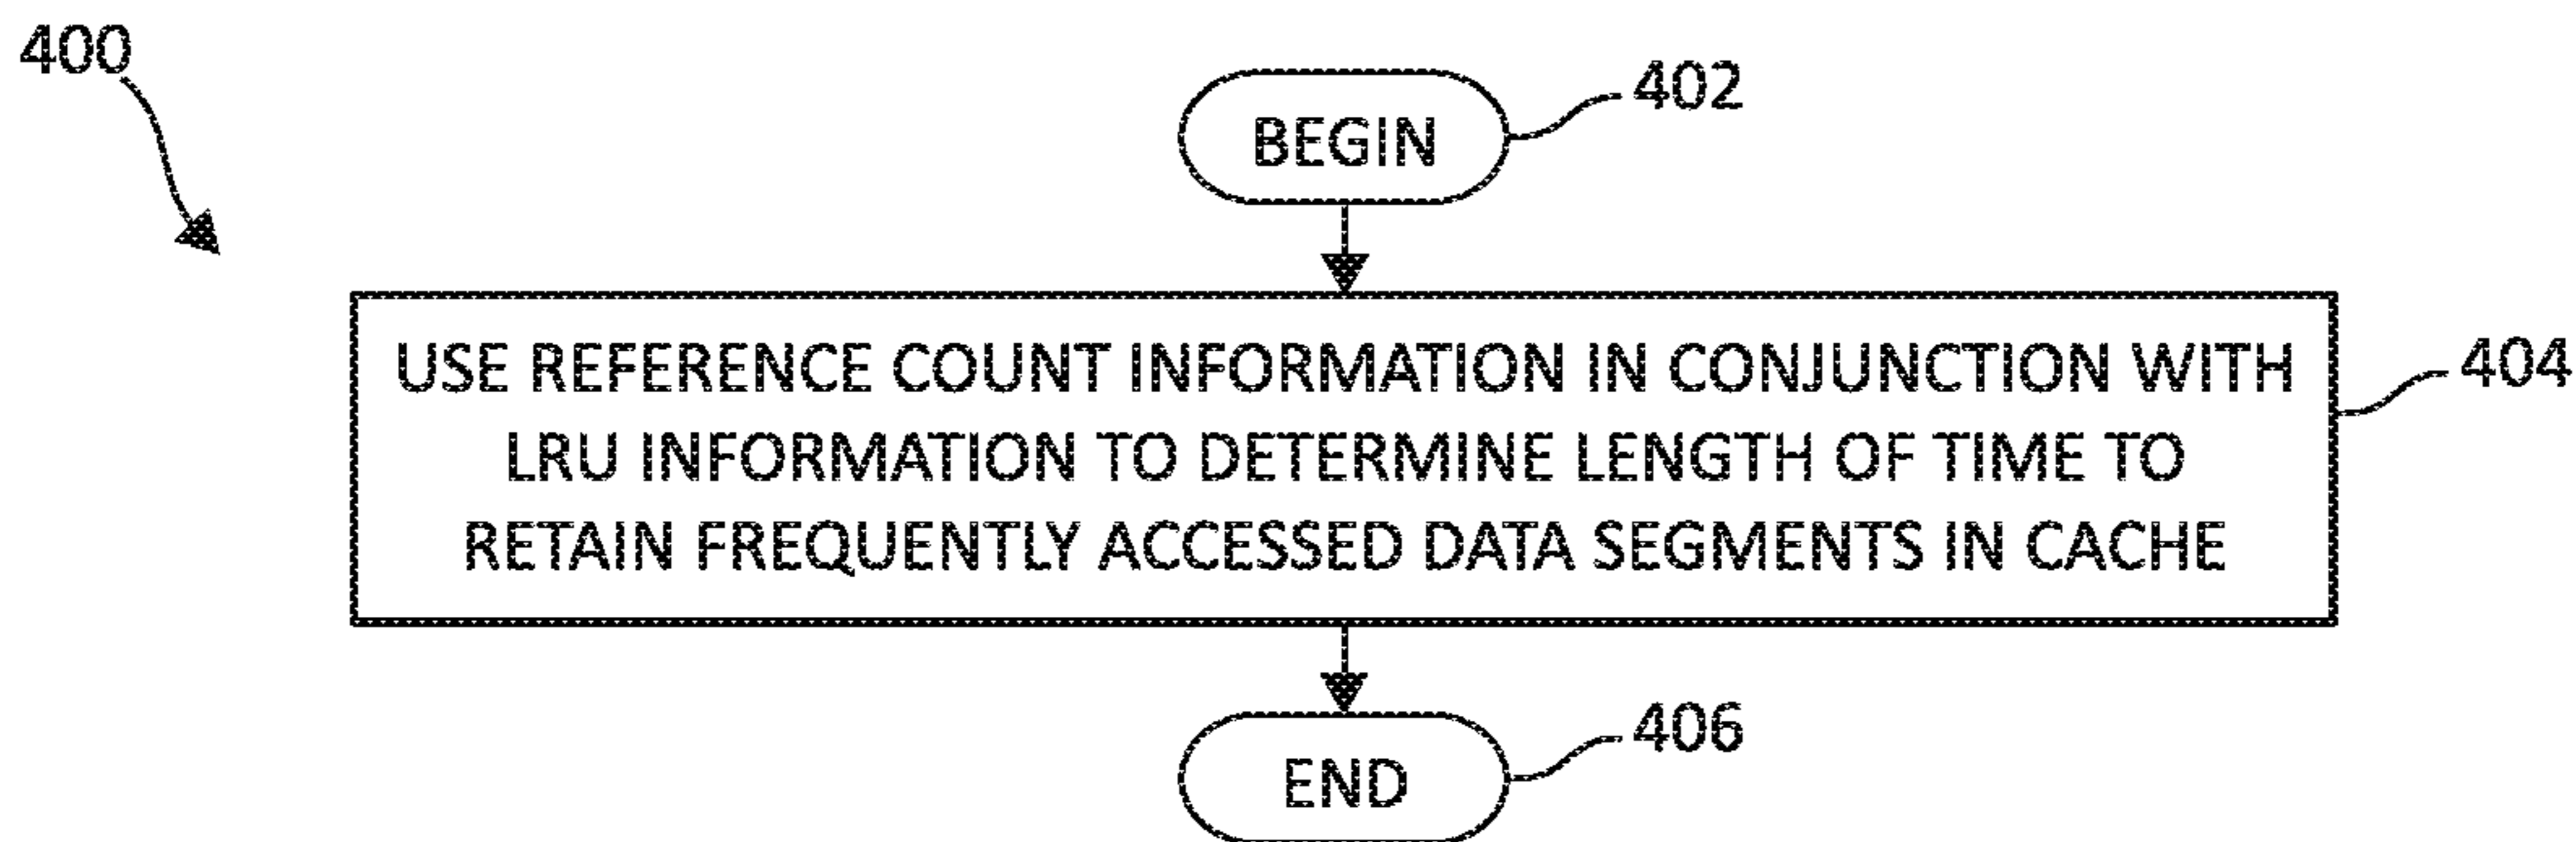 400
BEGIN
402
USE REFERENCE COUNT INFORMATION IN CONJUNCTION WITH
LRU INFORMATION TO DETERMINE LENGTH OF TIME TO
RETAIN FREQUENTLY ACCESSED DATA SEGMENTS IN CACHE
404
END
406